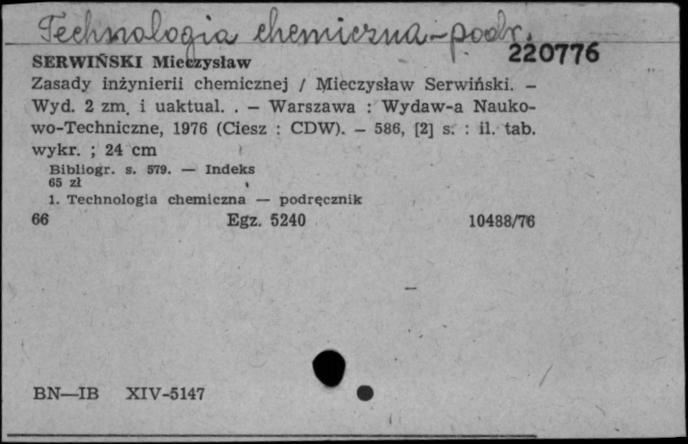 Technologia chemiczna - podr.
220776
SERWIŃSKI Mieczysław
Zasady inżynierii chemicznej / Mieczysław Serwiński. –
Wyd. 2 zm. i uaktual. . – Warszawa : Wydaw-a Nauko-
wo-Techniczne, 1976 (Ciesz : CDW). – 586, [2] s. : il. tab.
wykr. ; 24 cm
Bibliogr. s. 579. — Indeks
65 zł
1. Technologia chemiczna — podręcznik
66 Egz. 5240 10488/76
BN—IB XIV-5147